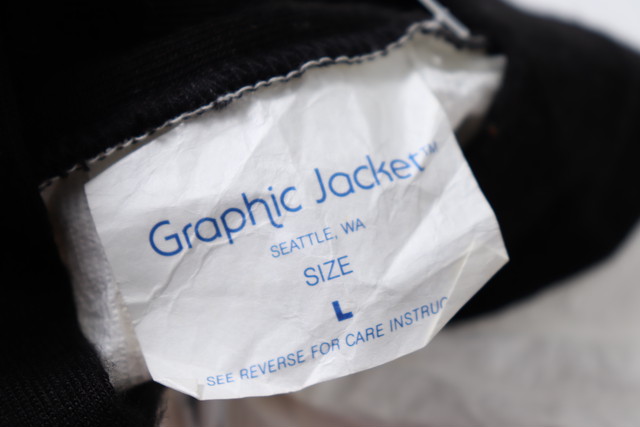 Graphic Jacket™
SEATTLE, WA
SIZE
L
SEE REVERSE FOR CARE INSTRUC